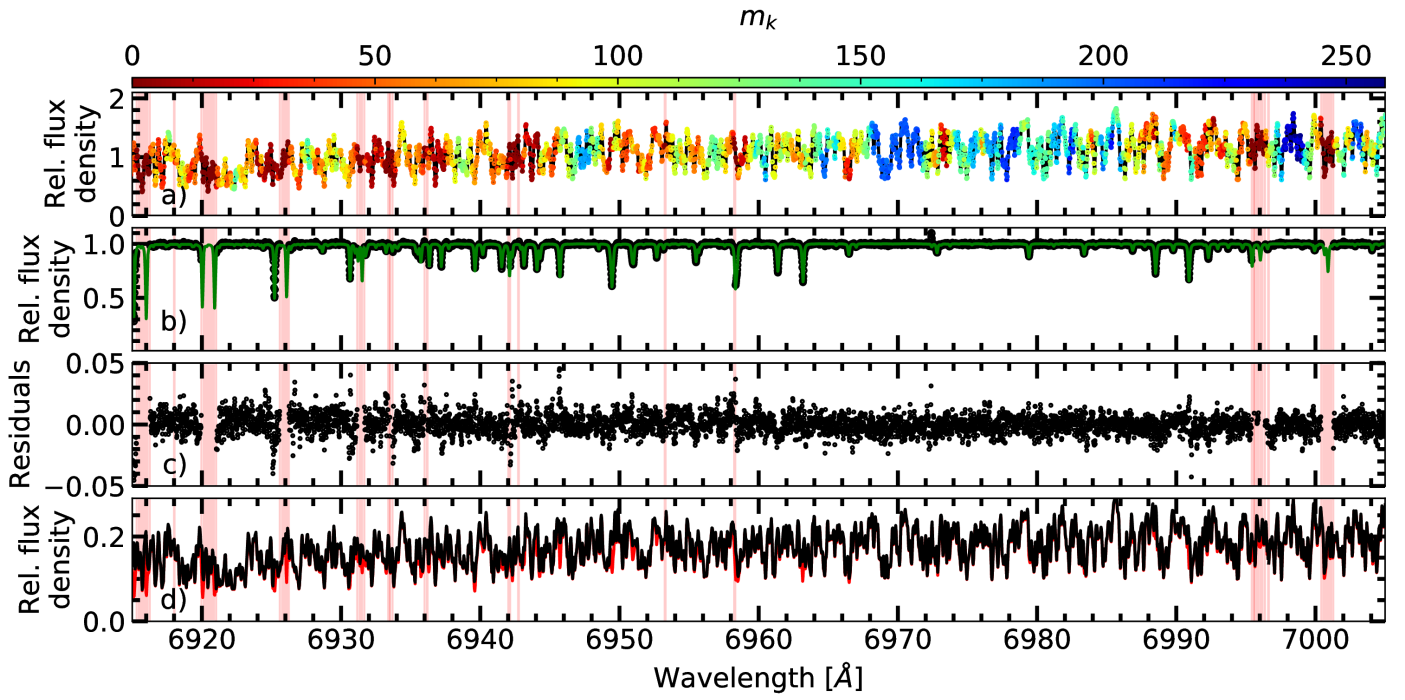 m_k
0 50 100 150 200 250
Rel. flux density
2
1
0
a)
Rel. flux density
1.0
0.5
b)
Residuals
0.05
0.00
−0.05
c)
Rel. flux density
0.2
0.0
d)
6920 6930 6940 6950 6960 6970 6980 6990 7000
Wavelength [Å]